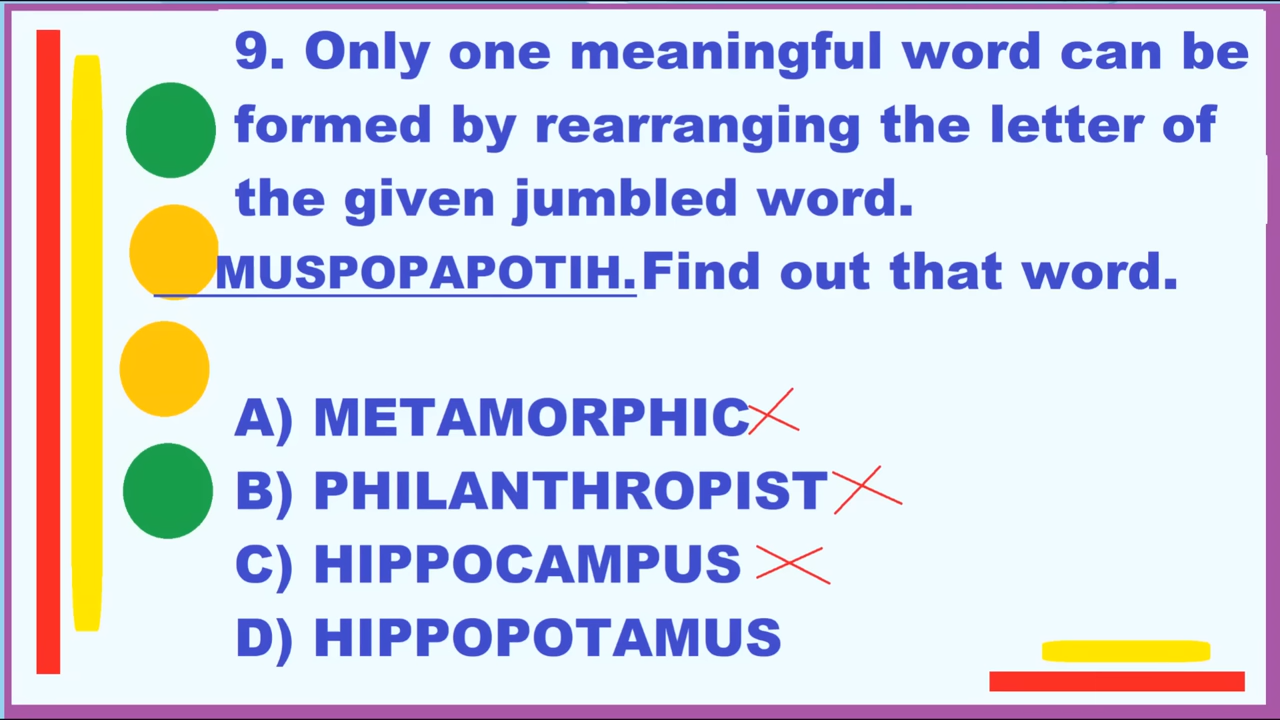 9. Only one meaningful word can be
formed by rearranging the letter of
the given jumbled word.
MUSPOPAPOTIH. Find out that word.
A) METAMORPHIC
B) PHILANTHROPIST
C) HIPPOCAMPUS
D) HIPPOPOTAMUS